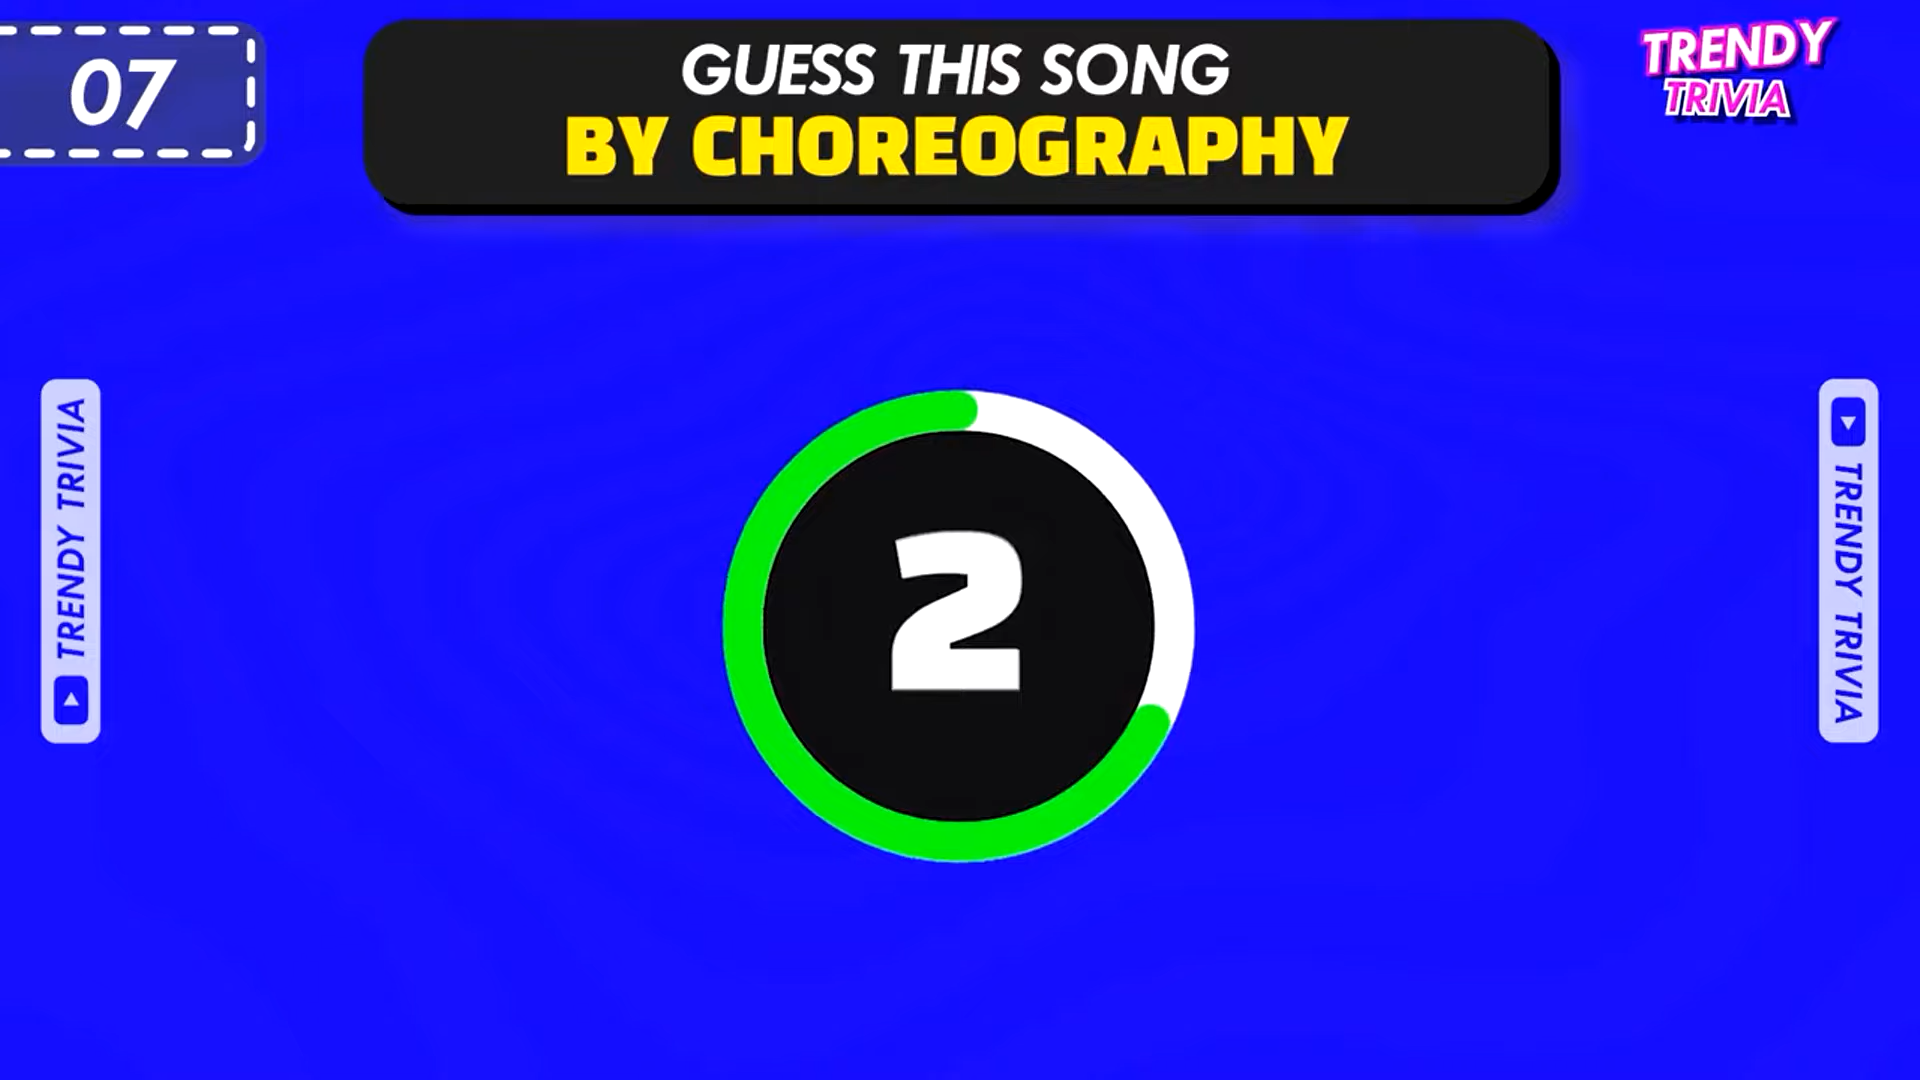 07
GUESS THIS SONG
BY CHOREOGRAPHY
TRENDY
TRIVIA
TRENDY TRIVIA
2
TRENDY TRIVIA